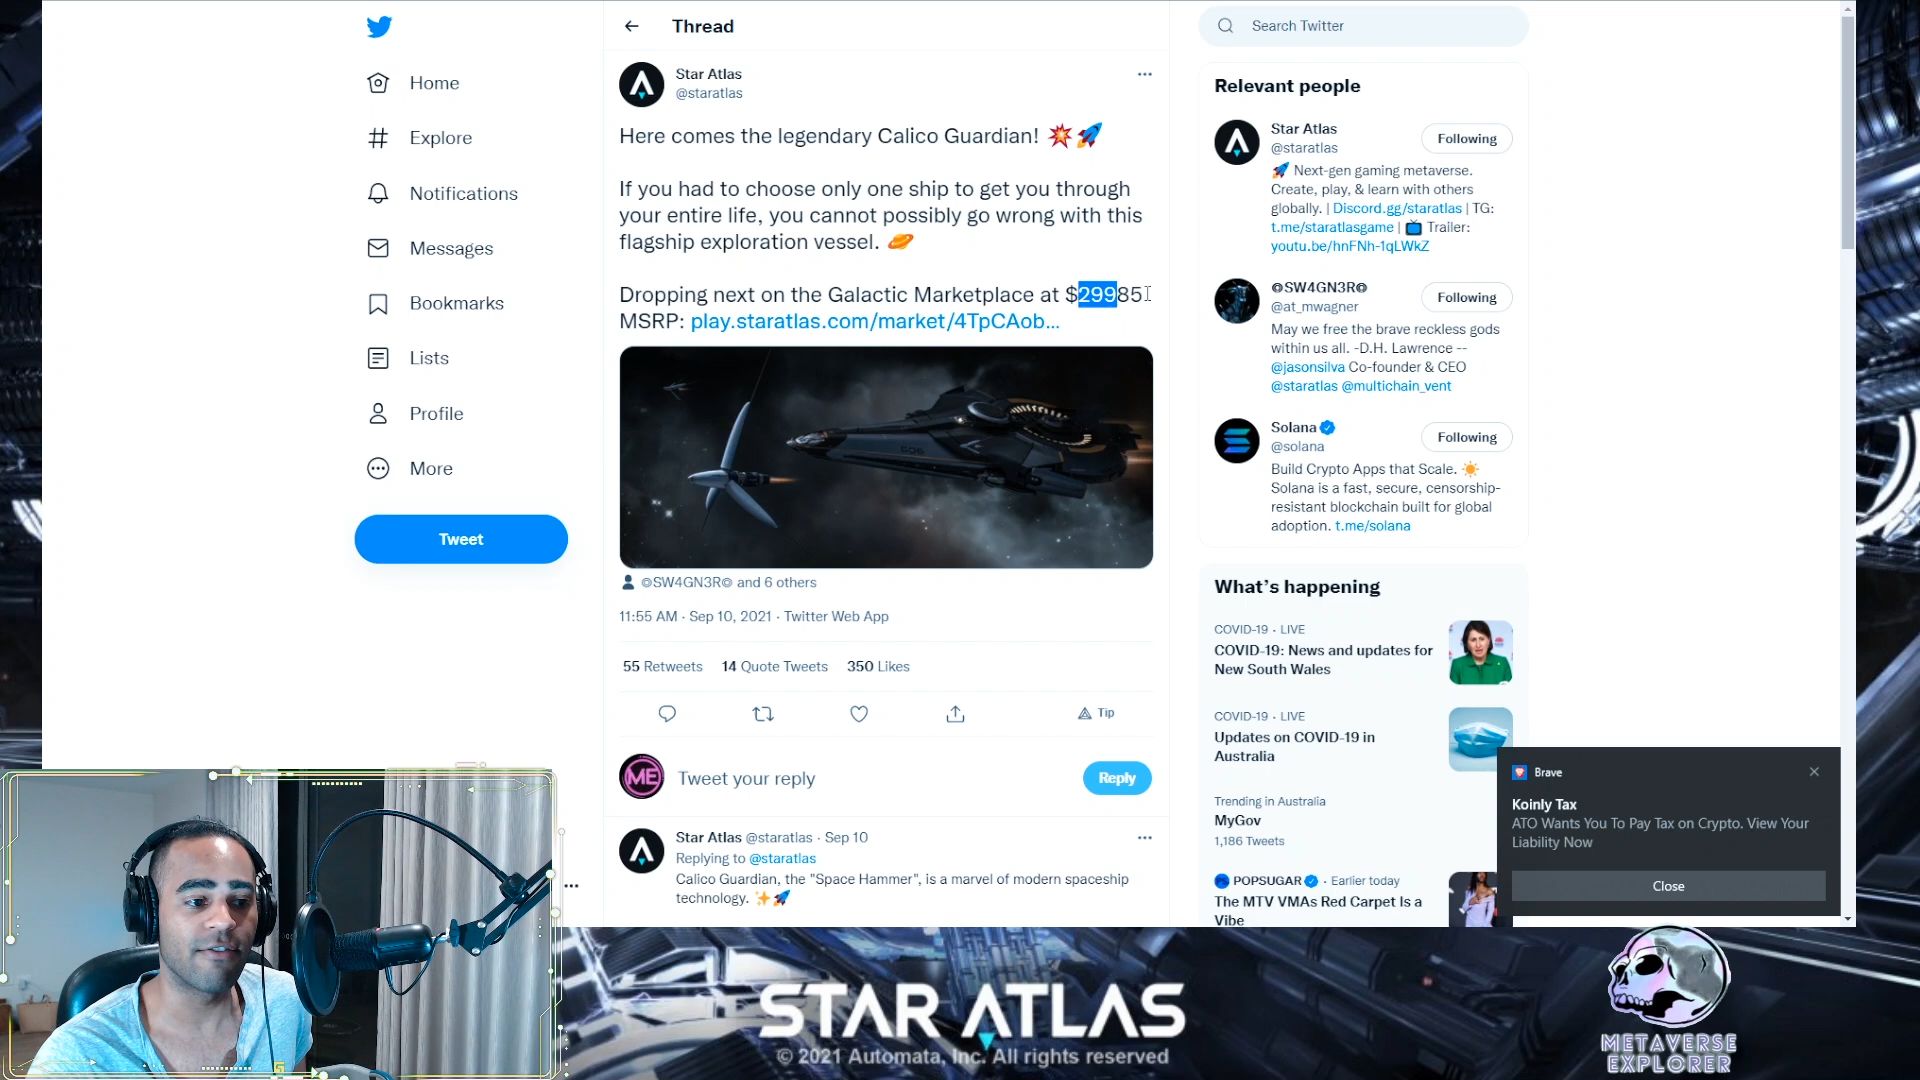 Home
Explore
Notifications
Messages
Bookmarks
Lists
Profile
More
Tweet
Thread
Star Atlas
@staratlas
Here comes the legendary Calico Guardian! 💥🚀
If you had to choose only one ship to get you through
your entire life, you cannot possibly go wrong with this
flagship exploration vessel. 🪐
Dropping next on the Galactic Marketplace at $29985
MSRP: play.staratlas.com/market/4TpCAob...
©SW4GN3R© and 6 others
11:55 AM · Sep 10, 2021 · Twitter Web App
55 Retweets 14 Quote Tweets 350 Likes
Tip
ME
Tweet your reply
Reply
Star Atlas @staratlas · Sep 10
Replying to @staratlas
Calico Guardian, the "Space Hammer", is a marvel of modern spaceship
technology. ✨🚀
Search Twitter
Relevant people
Star Atlas
@staratlas
Following
🚀 Next-gen gaming metaverse.
Create, play, & learn with others
globally. | Discord.gg/staratlas | TG:
t.me/staratlasgame | 📺 Trailer:
youtu.be/hnFNh-1qLWkZ
©SW4GN3R©
@at_mwagner
Following
May we free the brave reckless gods
within us all. -D.H. Lawrence --
@jasonsilva Co-founder & CEO
@staratlas @multichain_vent
Solana
@solana
Following
Build Crypto Apps that Scale. ☀️
Solana is a fast, secure, censorship-
resistant blockchain built for global
adoption. t.me/solana
What's happening
COVID-19 · LIVE
COVID-19: News and updates for
New South Wales
COVID-19 · LIVE
Updates on COVID-19 in
Australia
Trending in Australia
MyGov
1,186 Tweets
POPSUGAR · Earlier today
The MTV VMAs Red Carpet Is a
Vibe
Brave
Koinly Tax
ATO Wants You To Pay Tax on Crypto. View Your
Liability Now
Close
STAR ATLAS
© 2021 Automata, Inc. All rights reserved
METAVERSE
EXPLORER